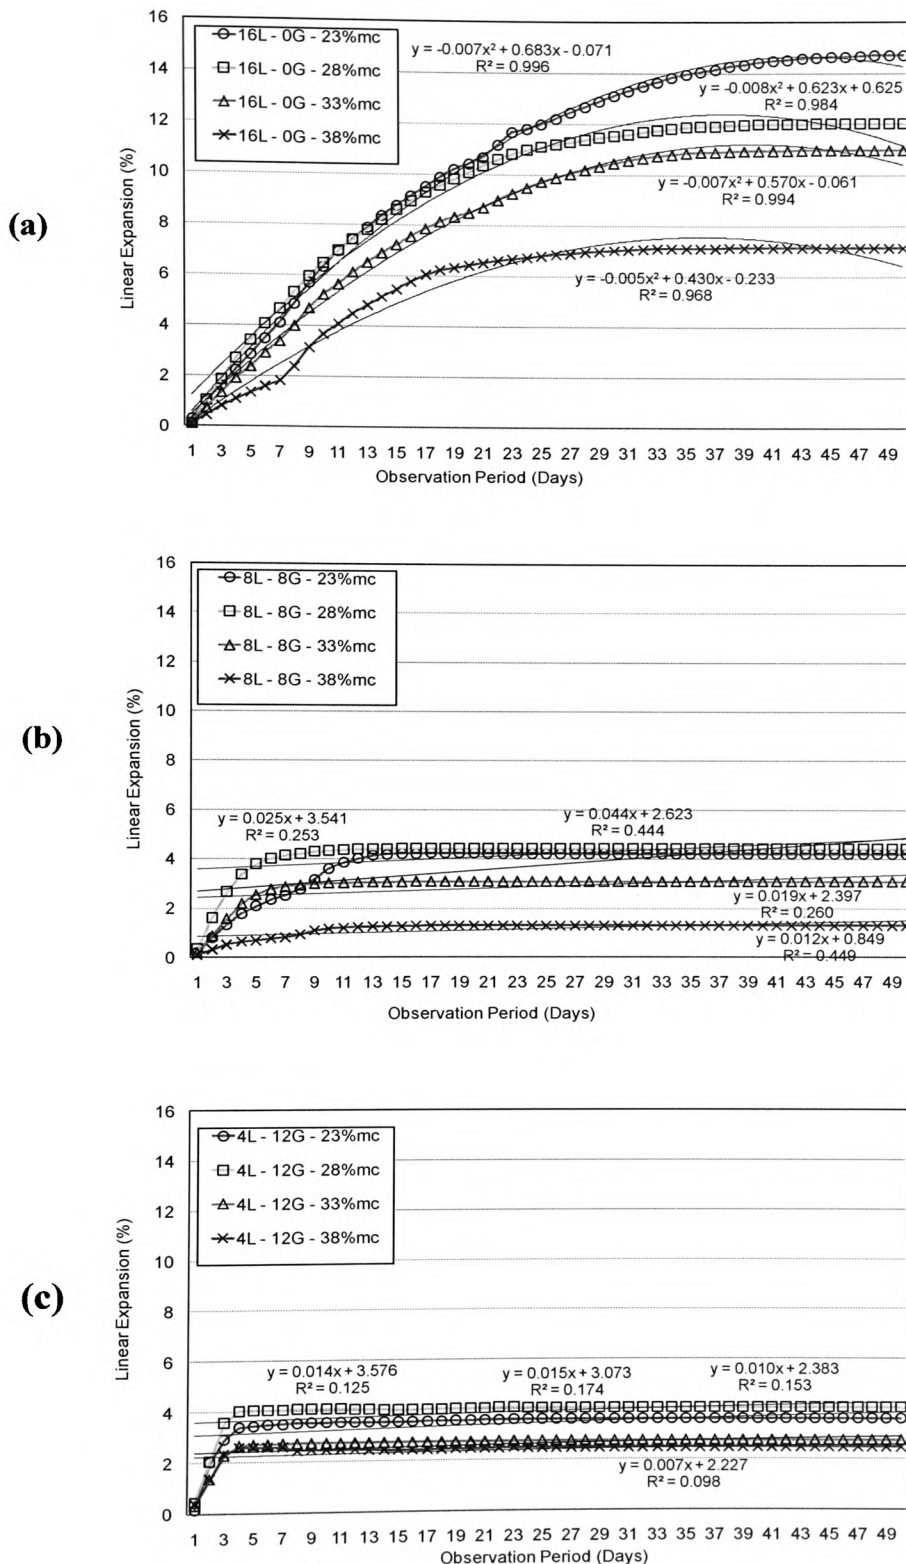 (a)
Linear Expansion (%)
16
14
12
10
8
6
4
2
0
16L - 0G - 23%mc
16L - 0G - 28%mc
16L - 0G - 33%mc
16L - 0G - 38%mc
y = -0.007x² + 0.683x - 0.071
R² = 0.996
y = -0.008x² + 0.623x + 0.625
R² = 0.984
y = -0.007x² + 0.570x - 0.061
R² = 0.994
y = -0.005x² + 0.430x - 0.233
R² = 0.968
1 3 5 7 9 11 13 15 17 19 21 23 25 27 29 31 33 35 37 39 41 43 45 47 49
Observation Period (Days)
(b)
Linear Expansion (%)
16
14
12
10
8
6
4
2
0
8L - 8G - 23%mc
8L - 8G - 28%mc
8L - 8G - 33%mc
8L - 8G - 38%mc
y = 0.025x + 3.541
R² = 0.253
y = 0.044x + 2.623
R² = 0.444
y = 0.019x + 2.397
R² = 0.260
y = 0.012x + 0.849
R² = 0.449
1 3 5 7 9 11 13 15 17 19 21 23 25 27 29 31 33 35 37 39 41 43 45 47 49
Observation Period (Days)
(c)
Linear Expansion (%)
16
14
12
10
8
6
4
2
0
4L - 12G - 23%mc
4L - 12G - 28%mc
4L - 12G - 33%mc
4L - 12G - 38%mc
y = 0.014x + 3.576
R² = 0.125
y = 0.015x + 3.073
R² = 0.174
y = 0.010x + 2.383
R² = 0.153
y = 0.007x + 2.227
R² = 0.098
1 3 5 7 9 11 13 15 17 19 21 23 25 27 29 31 33 35 37 39 41 43 45 47 49
Observation Period (Days)